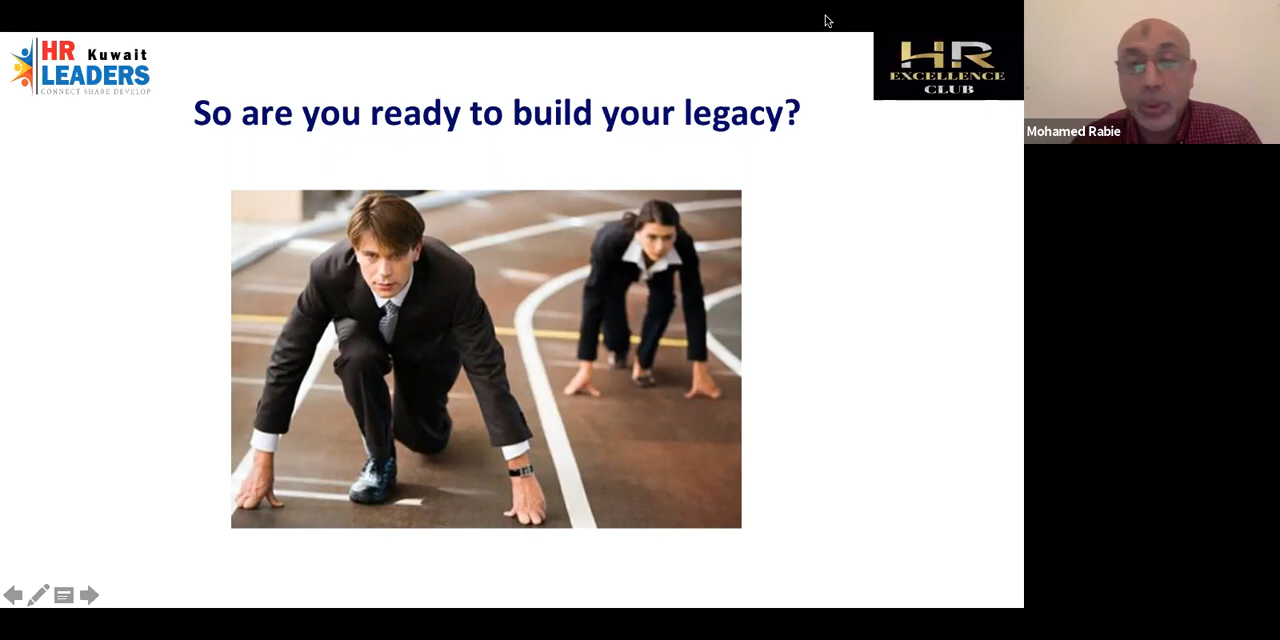 HR Kuwait
LEADERS
CONNECT SHARE DEVELOP
HR
EXCELLENCE
CLUB
So are you ready to build your legacy?
Mohamed Rabie